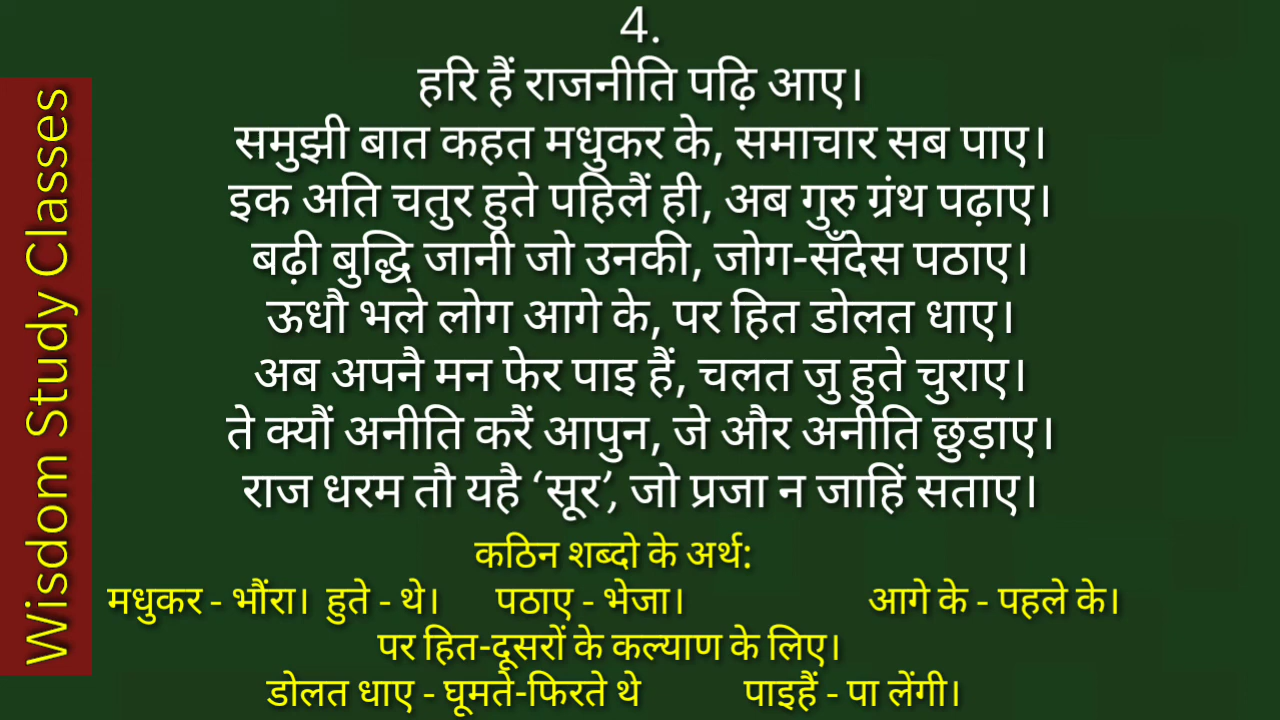 4.
हरि हैं राजनीति पढ़ि आए।
समुझी बात कहत मधुकर के, समाचार सब पाए।
इक अति चतुर हुते पहिलैं ही, अब गुरु ग्रंथ पढ़ाए।
बढ़ी बुद्धि जानी जो उनकी, जोग-सँदेस पठाए।
ऊधौ भले लोग आगे के, पर हित डोलत धाए।
अब अपनै मन फेर पाइ हैं, चलत जु हुते चुराए।
ते क्यौं अनीति करैं आपुन, जे और अनीति छुड़ाए।
राज धरम तौ यहै ‘सूर’, जो प्रजा न जाहिं सताए।
कठिन शब्दो के अर्थ:
मधुकर - भौंरा। हुते - थे। पठाए - भेजा। आगे के - पहले के।
पर हित-दूसरों के कल्याण के लिए।
डोलत धाए - घूमते-फिरते थे पाइहैं - पा लेंगी।
Wisdom Study Classes